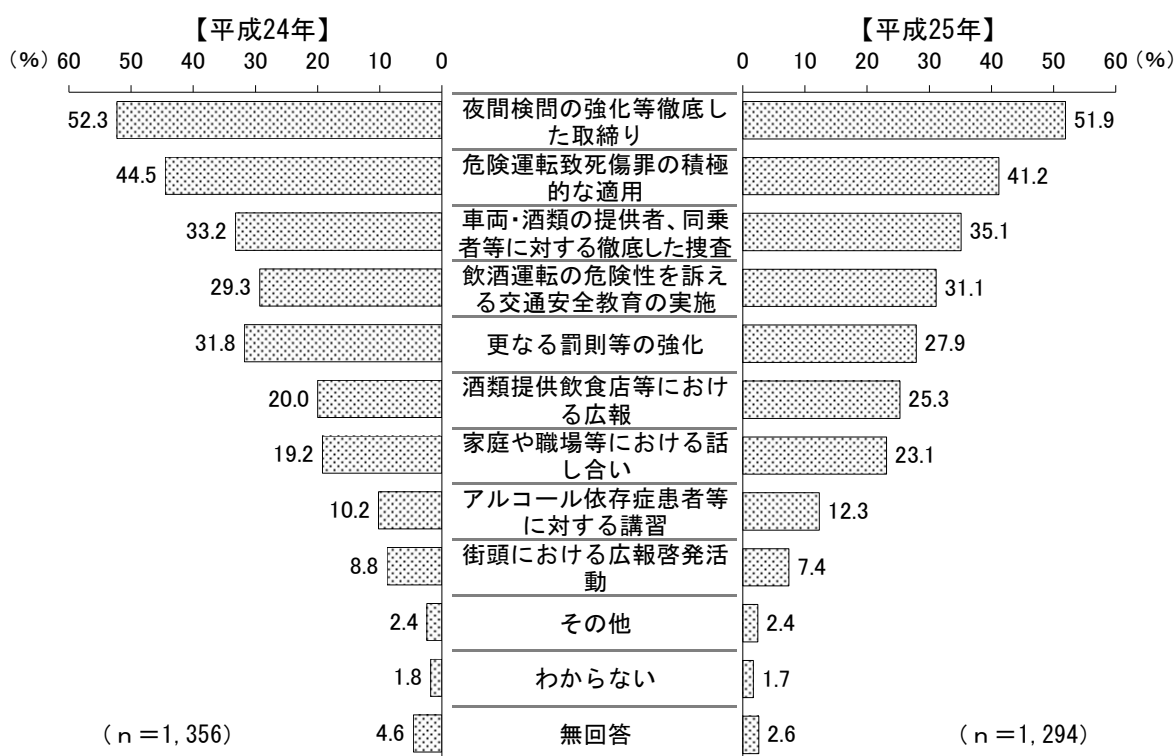 【平成24年】
【平成25年】
(%) 60 50 40 30 20 10 0
0 10 20 30 40 50 60 (%)
52.3
夜間検問の強化等徹底し
た取締り
51.9
44.5
危険運転致死傷罪の積極
的な適用
41.2
33.2
車両・酒類の提供者、同乗
者等に対する徹底した捜査
35.1
29.3
飲酒運転の危険性を訴え
る交通安全教育の実施
31.1
31.8
更なる罰則等の強化
27.9
20.0
酒類提供飲食店等におけ
る広報
25.3
19.2
家庭や職場等における話
し合い
23.1
10.2
アルコール依存症患者等
に対する講習
12.3
8.8
街頭における広報啓発活
動
7.4
2.4
その他
2.4
1.8
わからない
1.7
4.6
無回答
2.6
(n=1,356)
(n=1,294)